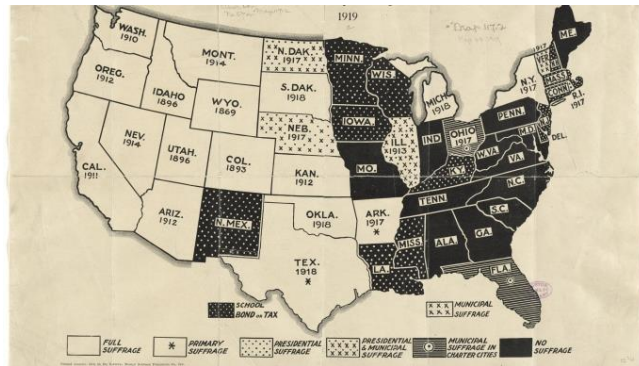 1919
WASH.
1910
OREG.
1912
CAL.
1911
NEV.
1914
IDAHO
1896
MONT.
1914
WYO.
1869
UTAH.
1896
COL.
1893
ARIZ.
1912
N. MEX.
N. DAK.
1917
S. DAK.
1918
NEB.
1917
KAN.
1912
OKLA.
1918
TEX.
1918
*
MINN.
IOWA.
MO.
ARK.
1917
*
LA.
WIS.
ILL.
1913
MICH.
1918
IND
OHIO
1917
KY.
TENN.
MISS.
ALA.
GA.
FLA.
S.C.
N.C.
VA.
W.VA.
M.D.
DEL.
PENN.
N.Y.
1917
ME.
MASS
CONN.
R.I.
1917
SCHOOL
BOND OR TAX
MUNICIPAL
SUFFRAGE
FULL
SUFFRAGE
*
PRIMARY
SUFFRAGE
PRESIDENTIAL
SUFFRAGE
PRESIDENTIAL
& MUNICIPAL
SUFFRAGE
MUNICIPAL
SUFFRAGE IN
CHARTER CITIES
NO
SUFFRAGE